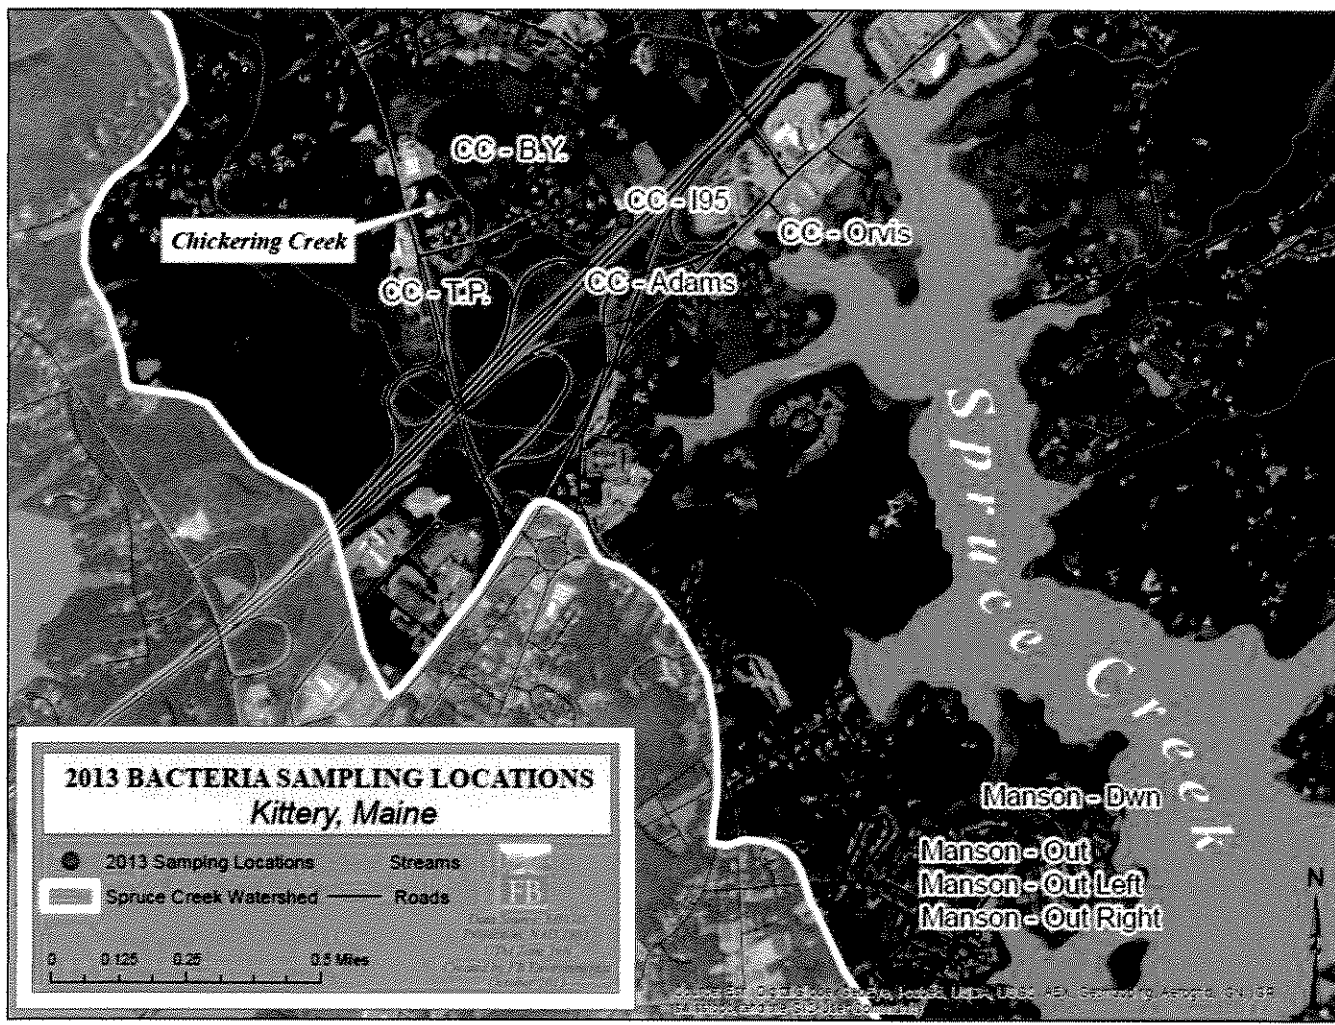 CC - B.Y.
CC - I95
Chickering Creek
CC - Orvis
CC - Adams
CC - T.P.
Spruce Creek
Manson - Dwn
Manson - Out
Manson - Out Left
Manson - Out Right
N
2013 BACTERIA SAMPLING LOCATIONS
Kittery, Maine
2013 Sampling Locations
Streams
Spruce Creek Watershed
Roads
FB
0 0.125 0.25 0.5 Miles